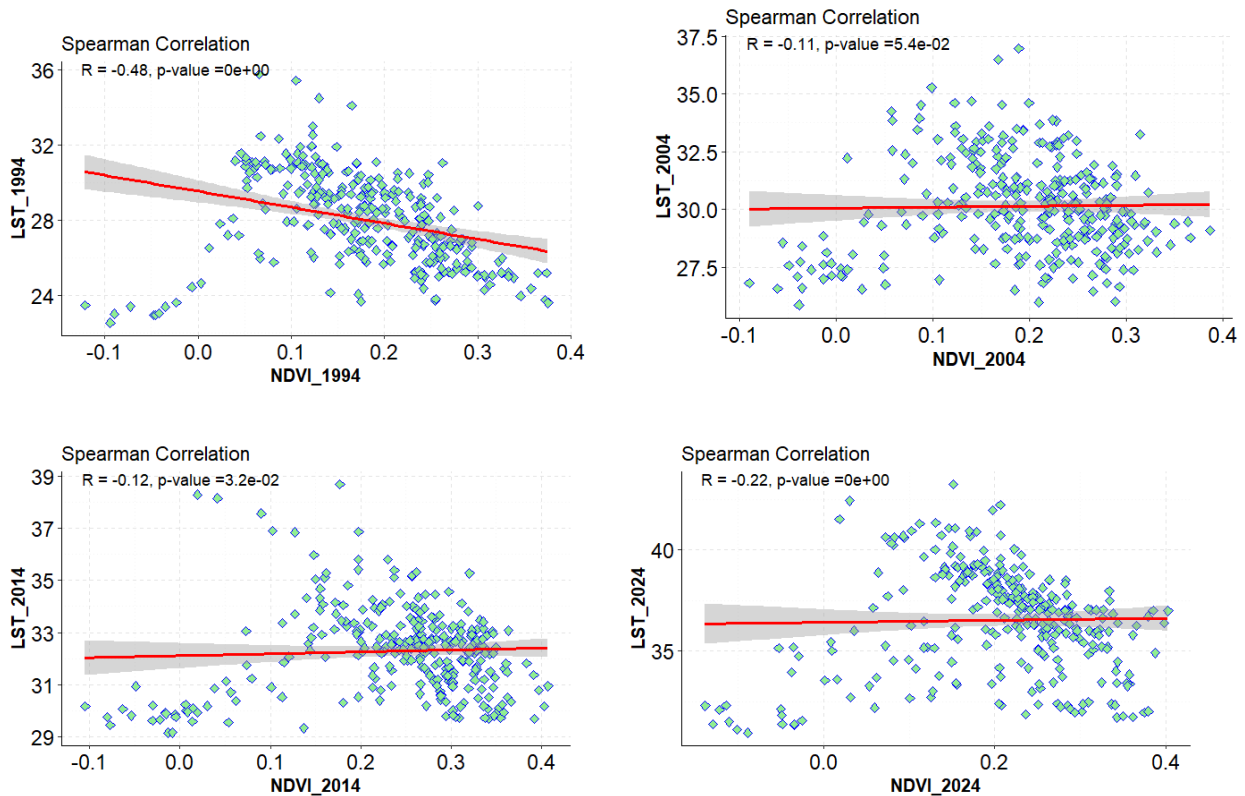 Spearman Correlation
R = -0.48, p-value =0e+00
36
32
28
24
LST_1994
-0.1 0.0 0.1 0.2 0.3 0.4
NDVI_1994
Spearman Correlation
R = -0.11, p-value =5.4e-02
37.5
35.0
32.5
30.0
27.5
LST_2004
-0.1 0.0 0.1 0.2 0.3 0.4
NDVI_2004
Spearman Correlation
R = -0.12, p-value =3.2e-02
39
37
35
33
31
29
LST_2014
-0.1 0.0 0.1 0.2 0.3 0.4
NDVI_2014
Spearman Correlation
R = -0.22, p-value =0e+00
40
35
LST_2024
0.0 0.2 0.4
NDVI_2024